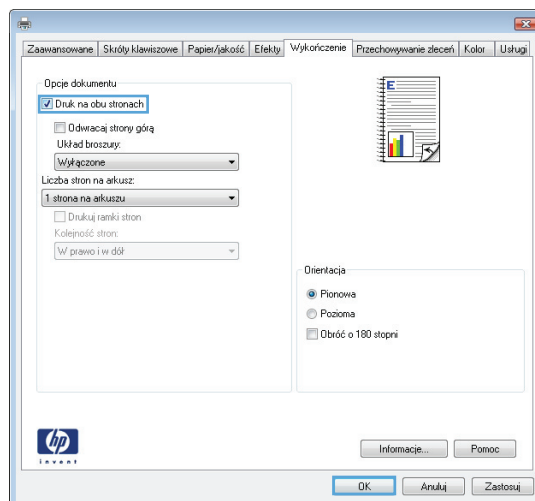 Zaawansowane Skróty klawiszowe Papier/jakość Efekty Wykończenie Przechowywanie zleceń Kolor Usługi
Opcje dokumentu
Druk na obu stronach
Odwracaj strony górą
Układ broszury:
Wyłączone
Liczba stron na arkusz:
1 strona na arkuszu
Drukuj ramki stron
Kolejność stron:
W prawo i w dół
E
Orientacja
Pionowa
Pozioma
Obróć o 180 stopni
hp
invent
Informacje... Pomoc
OK Anuluj Zastosuj